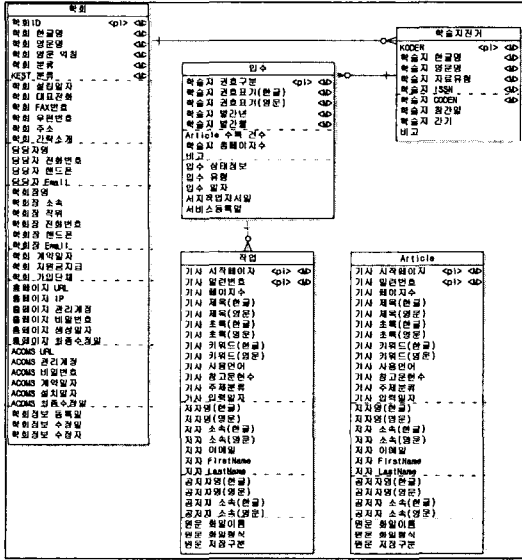 학회
학회ID <pi> <M>
학회 한글명 <M>
학회 영문명 <M>
학회 영문 약칭 <M>
학회 분류 <M>
KEST 분류 <M>
학회 설립일자
학회 대표전화
학회 FAX번호
학회 우편번호
학회 주소
학회 간략소개
담당자명
담당자 전화번호
담당자 핸드폰
담당자 Email
학회장명
학회장 소속
학회장 직위
학회장 전화번호
학회장 핸드폰
학회장 Email
학회 계약일자
학회 지원금지급
학회 가입단체
홈페이지 URL
홈페이지 IP
홈페이지 관리계정
홈페이지 비밀번호
홈페이지 생성일자
홈페이지 최종수정일
ACOMS URL
ACOMS 관리계정
ACOMS 비밀번호
ACOMS 계약일자
ACOMS 설치일자
ACOMS 최종수정일
학회정보 등록일
학회정보 수정일
학회정보 수정자
입수
학술지 권호구분 <pi> <M>
학술지 권호표기(한글) <M>
학술지 권호표기(영문) <M>
학술지 발간년 <M>
학술지 발간월 <M>
Article 수록 건수
학술지 홈페이지수
비고
입수 상태정보
입수 유형
입수 일자
서지작업지시일
서비스등록일
학술지전거
KODEN <pi> <M>
학술지 한글명 <M>
학술지 영문명 <M>
학술지 자료유형 <M>
학술지 ISSN <M>
학술지 CODEN <M>
학술지 창간일
학술지 간기
비고
작업
기사 시작페이지 <pi> <M>
기사 일련번호 <pi> <M>
기사 페이지수
기사 제목(한글)
기사 제목(영문)
기사 초록(한글)
기사 초록(영문)
기사 키워드(한글)
기사 키워드(영문)
기사 사용언어
기사 참고문헌수
기사 주제분류
기사 입력일자
저자명(한글)
저자명(영문)
저자 소속(한글)
저자 소속(영문)
저자 이메일
저자 FirstName
저자 LastName
공저자명(한글)
공저자명(영문)
공저자 소속(한글)
공저자 소속(영문)
원문 화일이름
원문 화일형식
원문 저장구분
Article
기사 시작페이지 <pi> <M>
기사 일련번호 <pi> <M>
기사 페이지수
기사 제목(한글)
기사 제목(영문)
기사 초록(한글)
기사 초록(영문)
기사 키워드(한글)
기사 키워드(영문)
기사 사용언어
기사 참고문헌수
기사 주제분류
기사 입력일자
저자명(한글)
저자명(영문)
저자 소속(한글)
저자 소속(영문)
저자 이메일
저자 FirstName
저자 LastName
공저자명(한글)
공저자명(영문)
공저자 소속(한글)
공저자 소속(영문)
원문 화일이름
원문 화일형식
원문 저장구분